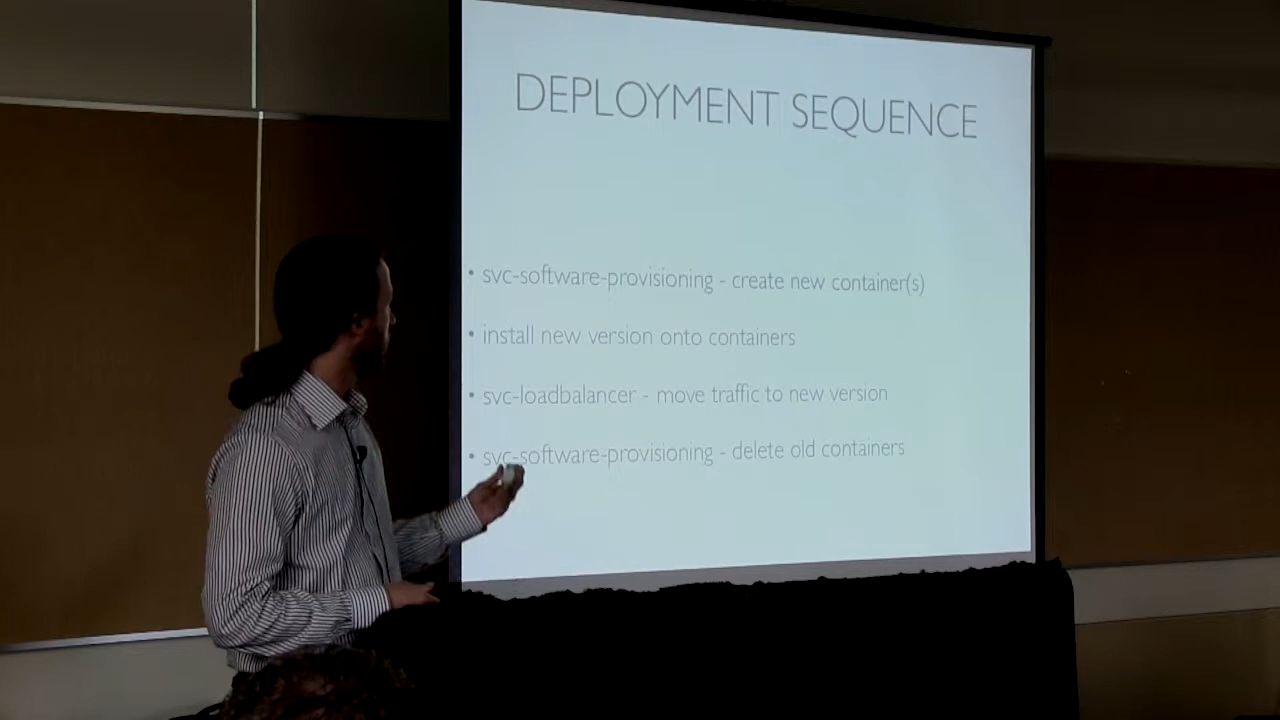 DEPLOYMENT SEQUENCE
• svc-software-provisioning - create new container(s)
• install new version onto containers
• svc-loadbalancer - move traffic to new version
• svc-software-provisioning - delete old containers